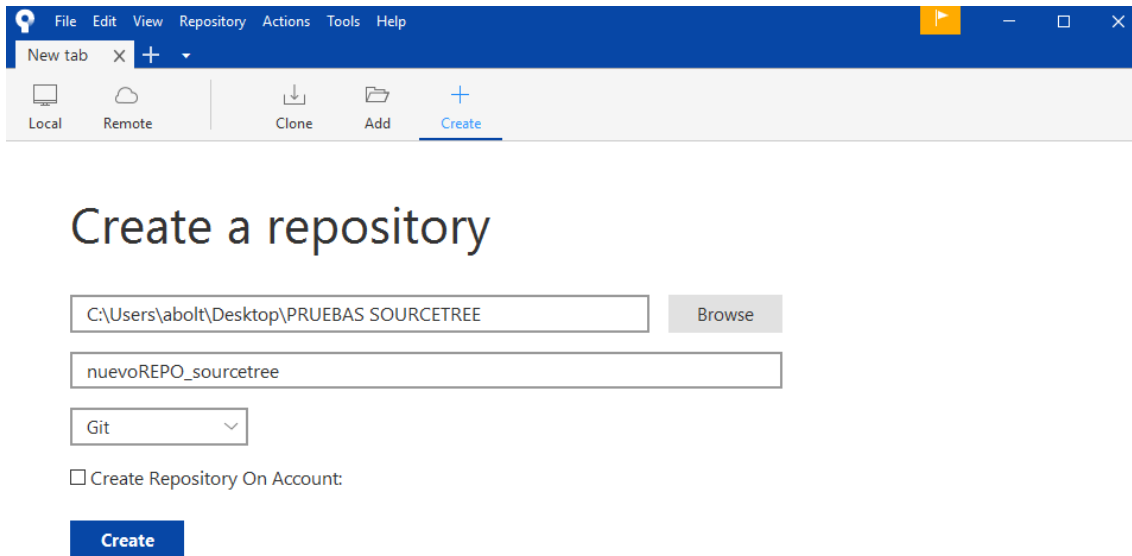 File Edit View Repository Actions Tools Help
New tab
Local Remote Clone Add Create
Create a repository
C:\Users\abolt\Desktop\PRUEBAS SOURCETREE Browse
nuevoREPO_sourcetree
Git
Create Repository On Account:
Create